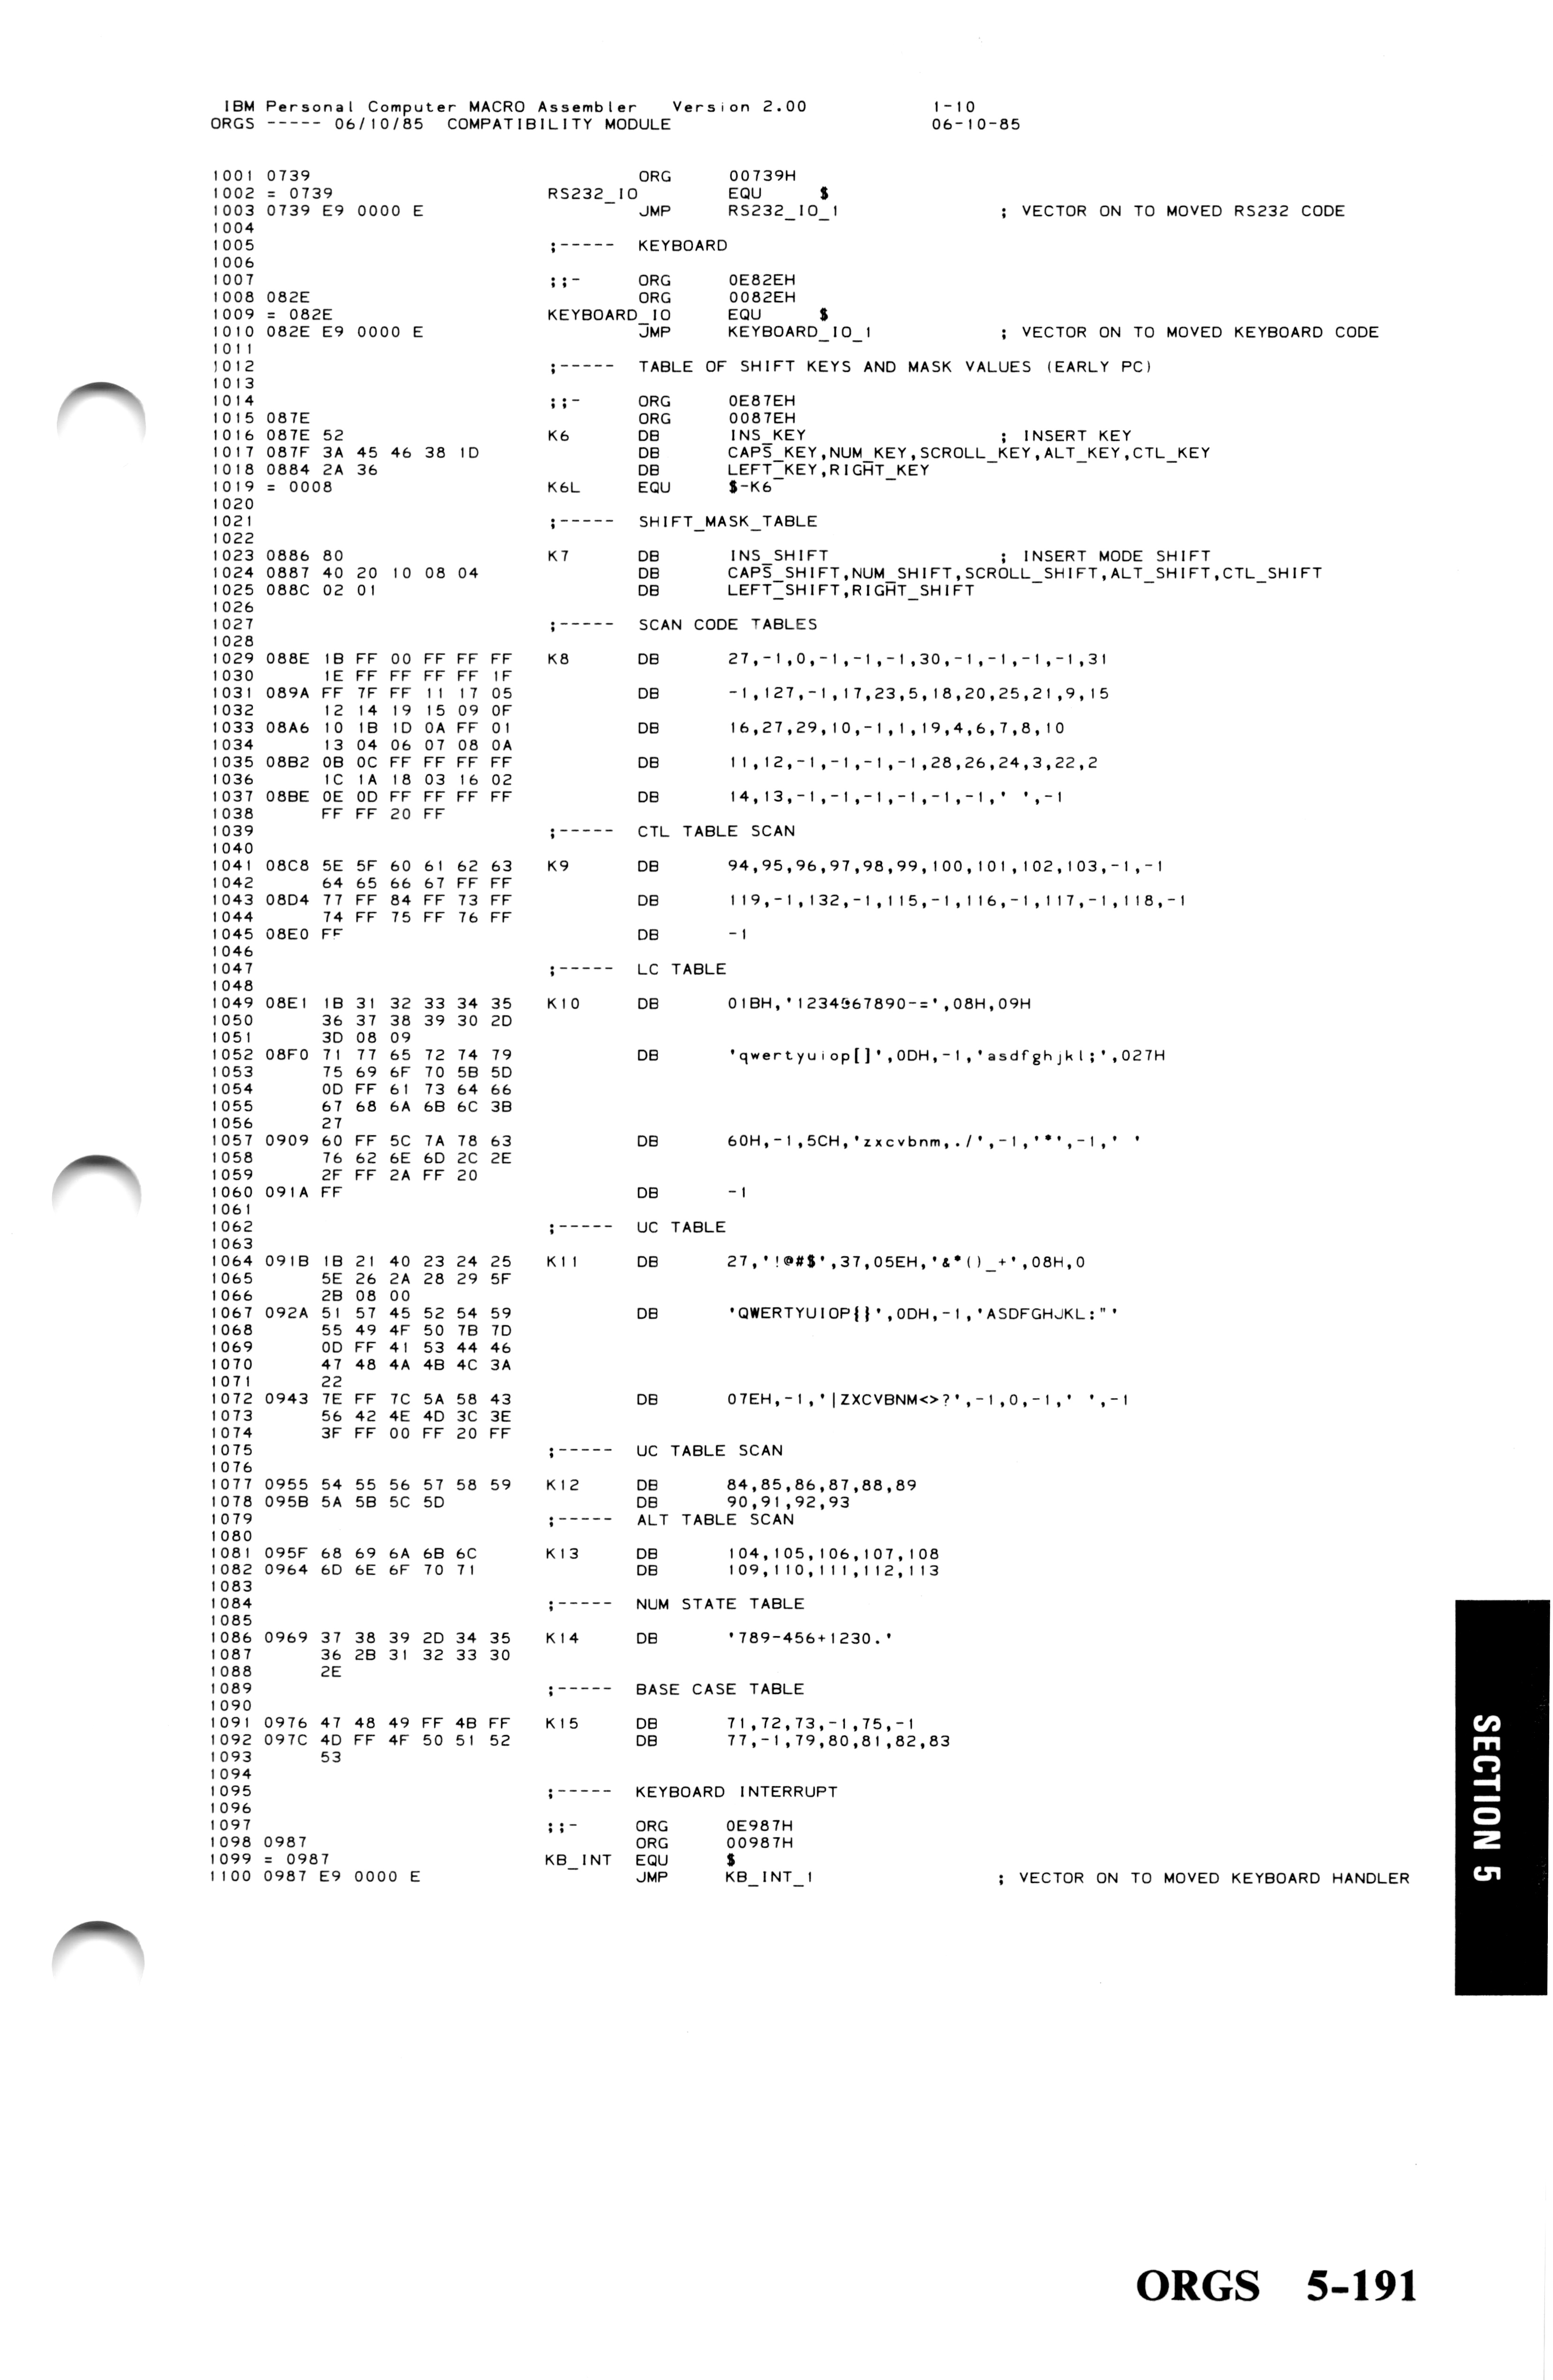 IBM Personal Computer MACRO Assembler   Version 2.00             1-10
ORGS ----- 06/10/85  COMPATIBILITY MODULE                        06-10-85
1001 0739                               ORG     00739H
1002 = 0739                     RS232_IO        EQU     $
1003 0739 E9 0000 E                     JMP     RS232_IO_1              ; VECTOR ON TO MOVED RS232 CODE
1004
1005                            ;-----  KEYBOARD
1006
1007                            ;;-     ORG     0E82EH
1008 082E                               ORG     0082EH
1009 = 082E                     KEYBOARD_IO     EQU     $
1010 082E E9 0000 E                     JMP     KEYBOARD_IO_1           ; VECTOR ON TO MOVED KEYBOARD CODE
1011
1012                            ;-----  TABLE OF SHIFT KEYS AND MASK VALUES (EARLY PC)
1013
1014                            ;;-     ORG     0E87EH
1015 087E                               ORG     0087EH
1016 087E 52                    K6      DB      INS_KEY                 ; INSERT KEY
1017 087F 3A 45 46 38 1D                DB      CAPS_KEY,NUM_KEY,SCROLL_KEY,ALT_KEY,CTL_KEY
1018 0884 2A 36                         DB      LEFT_KEY,RIGHT_KEY
1019 = 0008                     K6L     EQU     $-K6
1020
1021                            ;-----  SHIFT_MASK_TABLE
1022
1023 0886 80                    K7      DB      INS_SHIFT               ; INSERT MODE SHIFT
1024 0887 40 20 10 08 04                DB      CAPS_SHIFT,NUM_SHIFT,SCROLL_SHIFT,ALT_SHIFT,CTL_SHIFT
1025 088C 02 01                         DB      LEFT_SHIFT,RIGHT_SHIFT
1026
1027                            ;-----  SCAN CODE TABLES
1028
1029 088E 1B FF 00 FF FF FF     K8      DB      27,-1,0,-1,-1,-1,30,-1,-1,-1,-1,31
1030      1E FF FF FF FF 1F
1031 089A FF 7F FF 11 17 05             DB      -1,127,-1,17,23,5,18,20,25,21,9,15
1032      12 14 19 15 09 0F
1033 08A6 10 1B 1D 0A FF 01             DB      16,27,29,10,-1,1,19,4,6,7,8,10
1034      13 04 06 07 08 0A
1035 08B2 0B 0C FF FF FF FF             DB      11,12,-1,-1,-1,-1,28,26,24,3,22,2
1036      1C 1A 18 03 16 02
1037 08BE 0E 0D FF FF FF FF             DB      14,13,-1,-1,-1,-1,-1,-1,' ',-1
1038      FF FF 20 FF
1039                            ;-----  CTL TABLE SCAN
1040
1041 08C8 5E 5F 60 61 62 63     K9      DB      94,95,96,97,98,99,100,101,102,103,-1,-1
1042      64 65 66 67 FF FF
1043 08D4 77 FF 84 FF 73 FF             DB      119,-1,132,-1,115,-1,116,-1,117,-1,118,-1
1044      74 FF 75 FF 76 FF
1045 08E0 FF                            DB      -1
1046
1047                            ;-----  LC TABLE
1048
1049 08E1 1B 31 32 33 34 35     K10     DB      01BH,'1234567890-=',08H,09H
1050      36 37 38 39 30 2D
1051      3D 08 09
1052 08F0 71 77 65 72 74 79             DB      'qwertyuiop[]',0DH,-1,'asdfghjkl;',027H
1053      75 69 6F 70 5B 5D
1054      0D FF 61 73 64 66
1055      67 68 6A 6B 6C 3B
1056      27
1057 0909 60 FF 5C 7A 78 63             DB      60H,-1,5CH,'zxcvbnm,./',-1,'*',-1,' '
1058      76 62 6E 6D 2C 2E
1059      2F FF 2A FF 20
1060 091A FF                            DB      -1
1061
1062                            ;-----  UC TABLE
1063
1064 091B 1B 21 40 23 24 25     K11     DB      27,'!@#$',37,05EH,'&*()_+',08H,0
1065      5E 26 2A 28 29 5F
1066      2B 08 00
1067 092A 51 57 45 52 54 59             DB      'QWERTYUIOP{}',0DH,-1,'ASDFGHJKL:"'
1068      55 49 4F 50 7B 7D
1069      0D FF 41 53 44 46
1070      47 48 4A 4B 4C 3A
1071      22
1072 0943 7E FF 7C 5A 58 43             DB      07EH,-1,'|ZXCVBNM<>?',-1,0,-1,' ',-1
1073      56 42 4E 4D 3C 3E
1074      3F FF 00 FF 20 FF
1075                            ;-----  UC TABLE SCAN
1076
1077 0955 54 55 56 57 58 59     K12     DB      84,85,86,87,88,89
1078 095B 5A 5B 5C 5D                   DB      90,91,92,93
1079                            ;-----  ALT TABLE SCAN
1080
1081 095F 68 69 6A 6B 6C        K13     DB      104,105,106,107,108
1082 0964 6D 6E 6F 70 71                DB      109,110,111,112,113
1083
1084                            ;-----  NUM STATE TABLE
1085
1086 0969 37 38 39 2D 34 35     K14     DB      '789-456+1230.'
1087      36 2B 31 32 33 30
1088      2E
1089                            ;-----  BASE CASE TABLE
1090
1091 0976 47 48 49 FF 4B FF     K15     DB      71,72,73,-1,75,-1
1092 097C 4D FF 4F 50 51 52             DB      77,-1,79,80,81,82,83
1093      53
1094
1095                            ;-----  KEYBOARD INTERRUPT
1096
1097                            ;;-     ORG     0E987H
1098 0987                               ORG     00987H
1099 = 0987                     KB_INT  EQU     $
1100 0987 E9 0000 E                     JMP     KB_INT_1                ; VECTOR ON TO MOVED KEYBOARD HANDLER
SECTION 5
ORGS 5-191